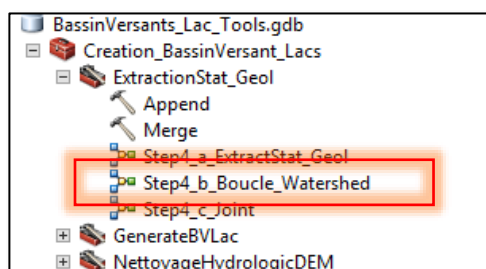 BassinVersants_Lac_Tools.gdb
Creation_BassinVersant_Lacs
ExtractionStat_Geol
Append
Merge
Step4_a_ExtractStat_Geol
Step4_b_Boucle_Watershed
Step4_c_Joint
GenerateBVLac
NettoyageHydrologicDEM